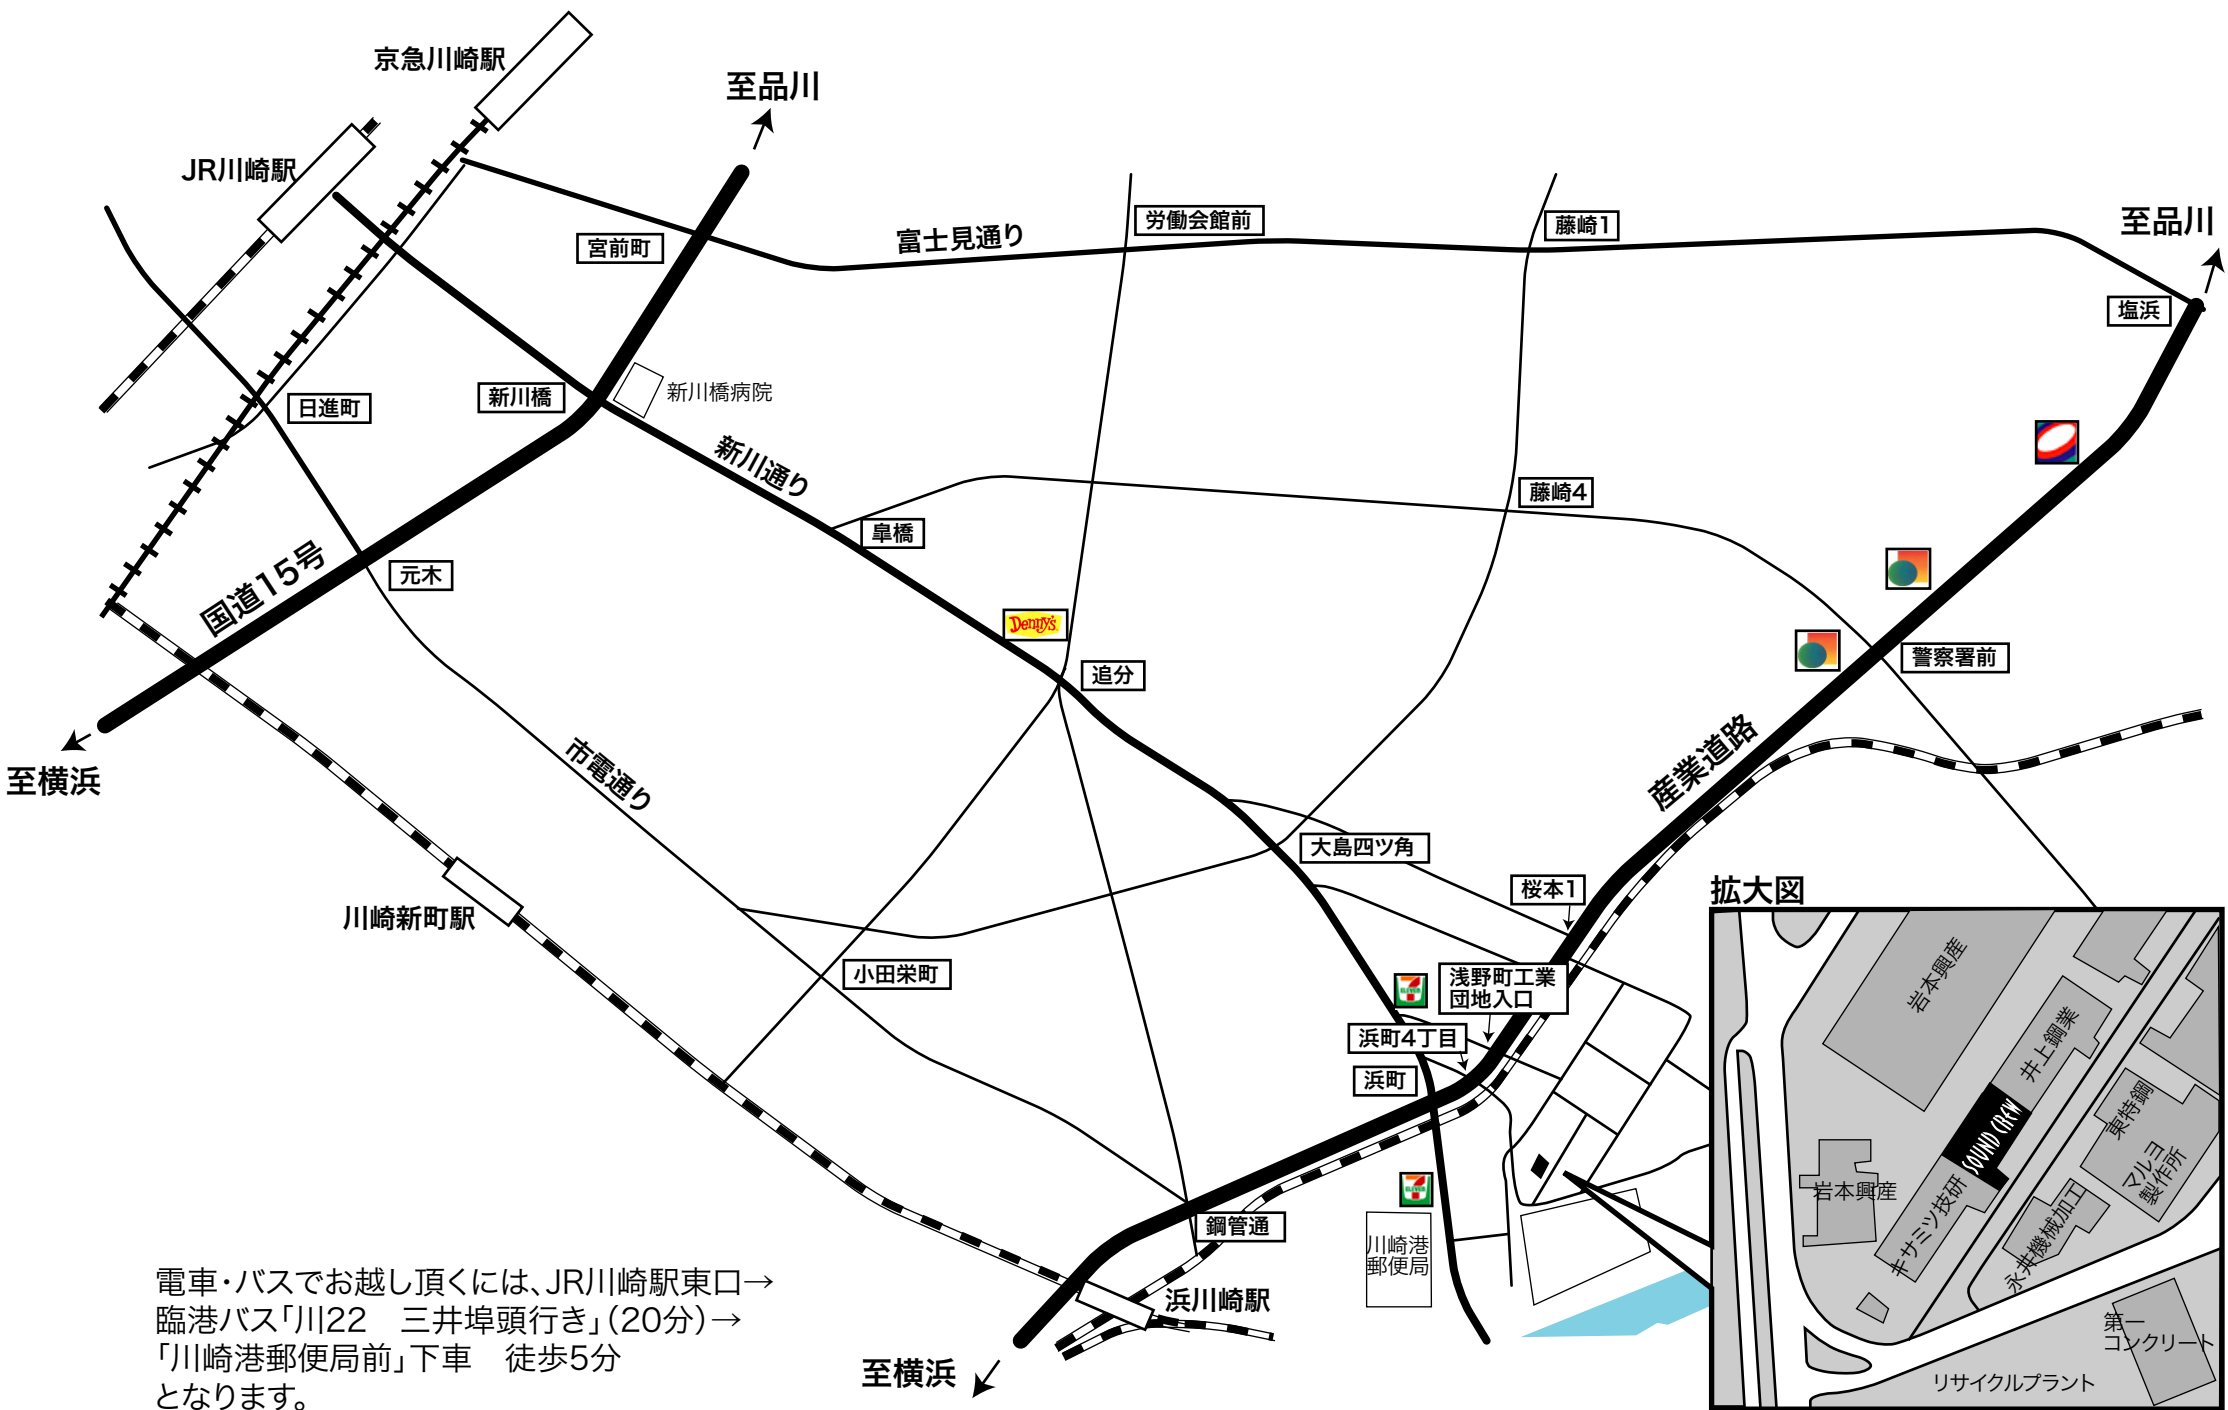 京急川崎駅
至品川
JR川崎駅
宮前町
富士見通り
労働会館前
藤崎1
至品川
塩浜
日進町
新川橋
新川橋病院
新川通り
皐橋
藤崎4
国道15号
元木
Denny's
追分
警察署前
至横浜
市電通り
産業道路
大島四ツ角
桜本1
川崎新町駅
小田栄町
7
ELEVEN
浅野町工業
団地入口
浜町4丁目
浜町
7
ELEVEN
鋼管通
川崎港
郵便局
浜川崎駅
至横浜
拡大図
岩本興産
井上鋼業
SOUND CREW
東特鋼
マルヨ
製作所
岩本興産
キサミツ技研
永井機械加工
第一
コンクリート
リサイクルプラント
電車・バスでお越し頂くには、JR川崎駅東口→
臨港バス「川22　三井埠頭行き」(20分)→
「川崎港郵便局前」下車　徒歩5分
となります。